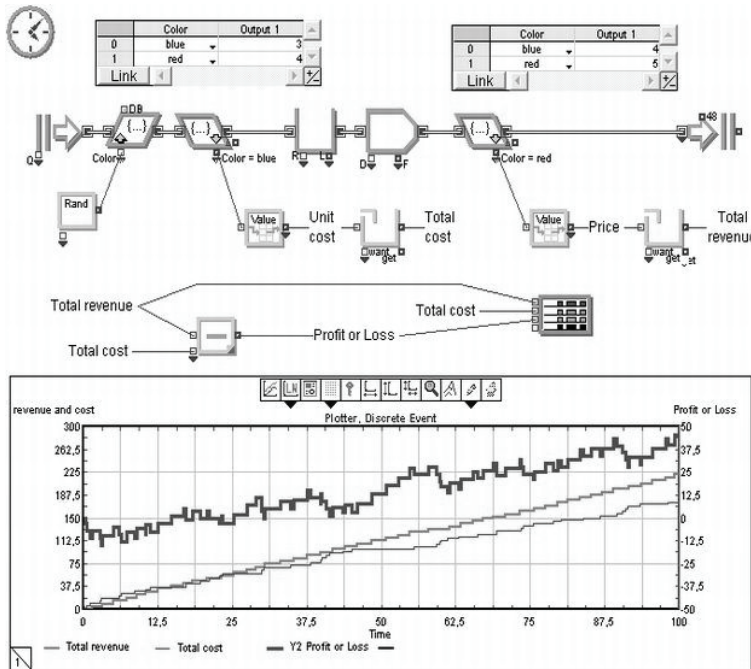 Color Output 1
0 blue 3
1 red 4
Link
Color Output 1
0 blue 4
1 red 5
Link
DB
{...}
{...}
{...}
48
Q
Color
Color = blue
R L
D F
Color = red
Rand
Value
Unit cost
want
get
Total cost
Value
Price
want
get
Total revenue
Total revenue
Total cost
Profit or Loss
Total cost
revenue and cost
Plotter, Discrete Event
Profit or Loss
300
262,5
225
187,5
150
112,5
75
37,5
0
50
37,5
25
12,5
0
-12,5
-25
-37,5
-50
0 12,5 25 37,5 50 62,5 75 87,5 100
Time
Total revenue
Total cost
Y2 Profit or Loss
1